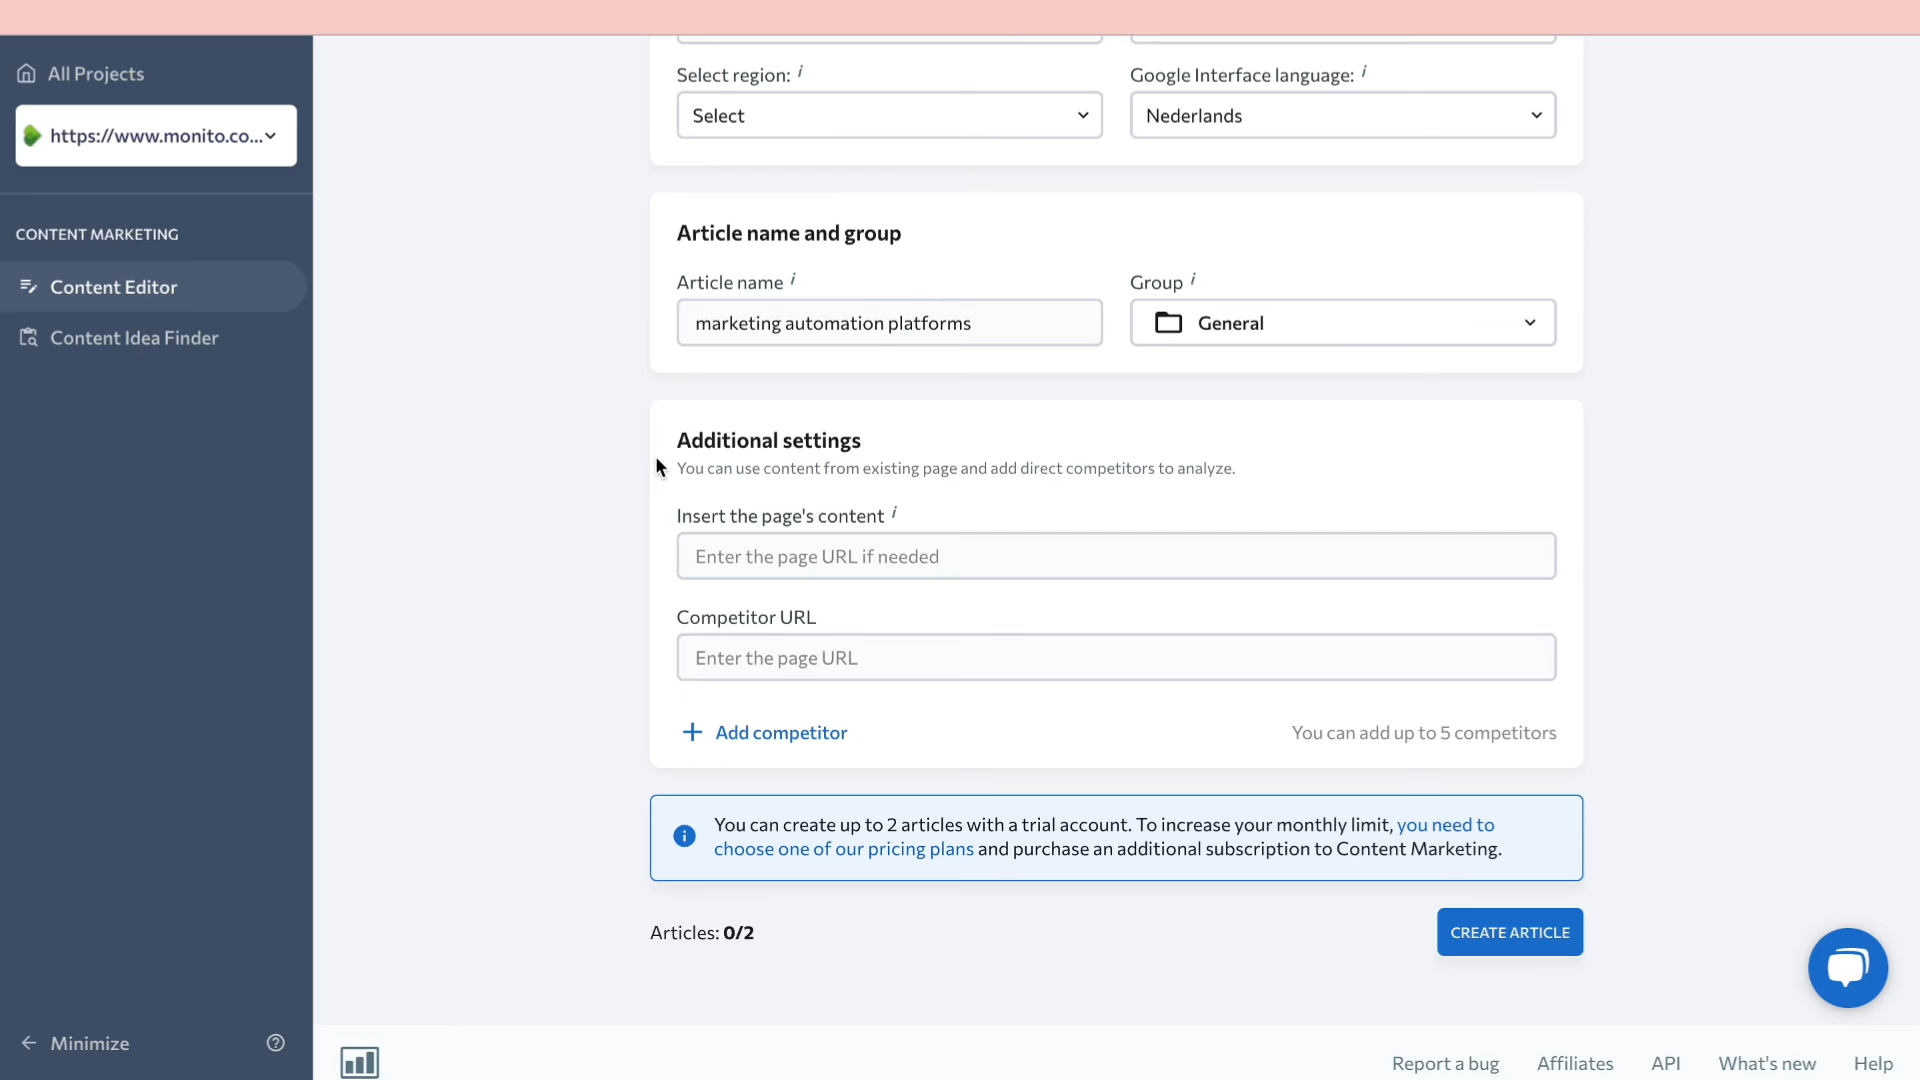 All Projects
https://www.monito.co...
CONTENT MARKETING
Content Editor
Content Idea Finder
Minimize
Select region: i
Google Interface language: i
Select
Nederlands
Article name and group
Article name i
Group i
marketing automation platforms
General
Additional settings
You can use content from existing page and add direct competitors to analyze.
Insert the page's content i
Enter the page URL if needed
Competitor URL
Enter the page URL
Add competitor
You can add up to 5 competitors
You can create up to 2 articles with a trial account. To increase your monthly limit, you need to
choose one of our pricing plans and purchase an additional subscription to Content Marketing.
Articles: 0/2
CREATE ARTICLE
Report a bug
Affiliates
API
What's new
Help